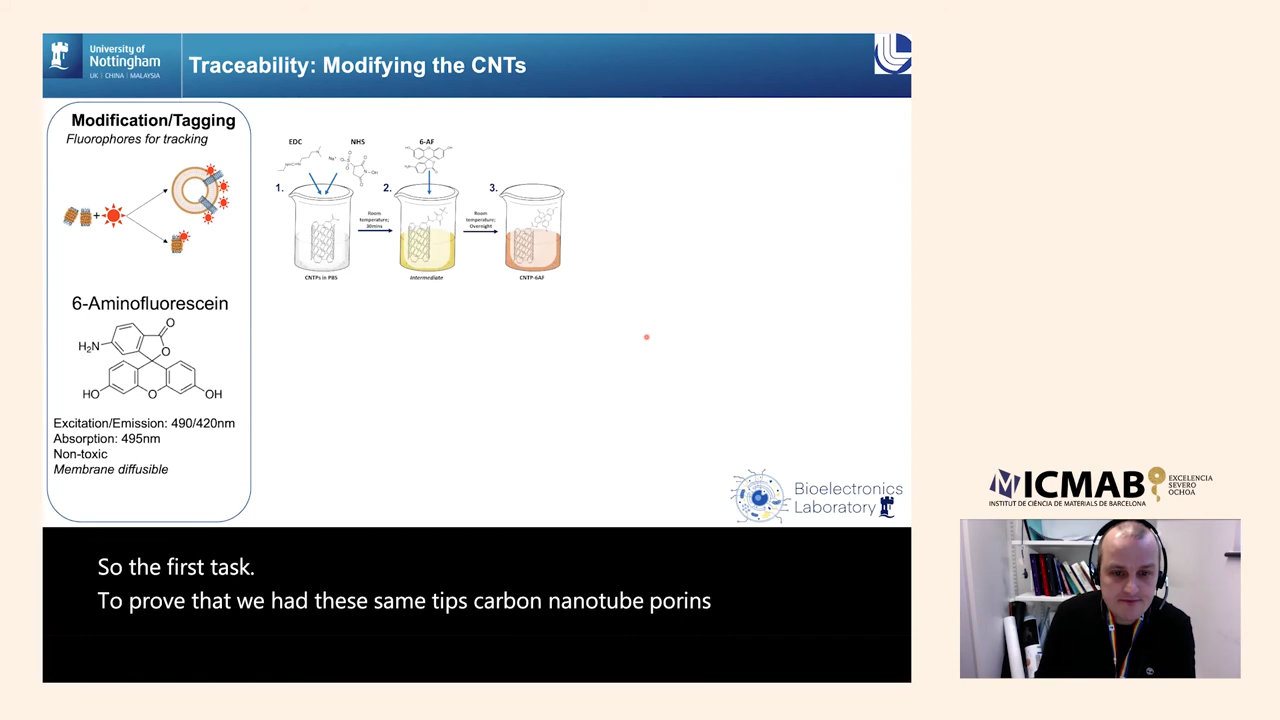 University of
Nottingham
UK | CHINA | MALAYSIA
Traceability: Modifying the CNTs
Modification/Tagging
Fluorophores for tracking
+
6-Aminofluorescein
O
H₂N
O
HO
O
OH
Excitation/Emission: 490/420nm
Absorption: 495nm
Non-toxic
Membrane diffusible
EDC
NHS
6-AF
1.
2.
3.
Room
temperature;
30mins
Room
temperature;
Overnight
CNTPs in PBS
Intermediate
CNTP-6AF
Bioelectronics
Laboratory
So the first task.
To prove that we had these same tips carbon nanotube porins
ICMAB
INSTITUT DE CIÈNCIA DE MATERIALS DE BARCELONA
EXCELENCIA
SEVERO
OCHOA